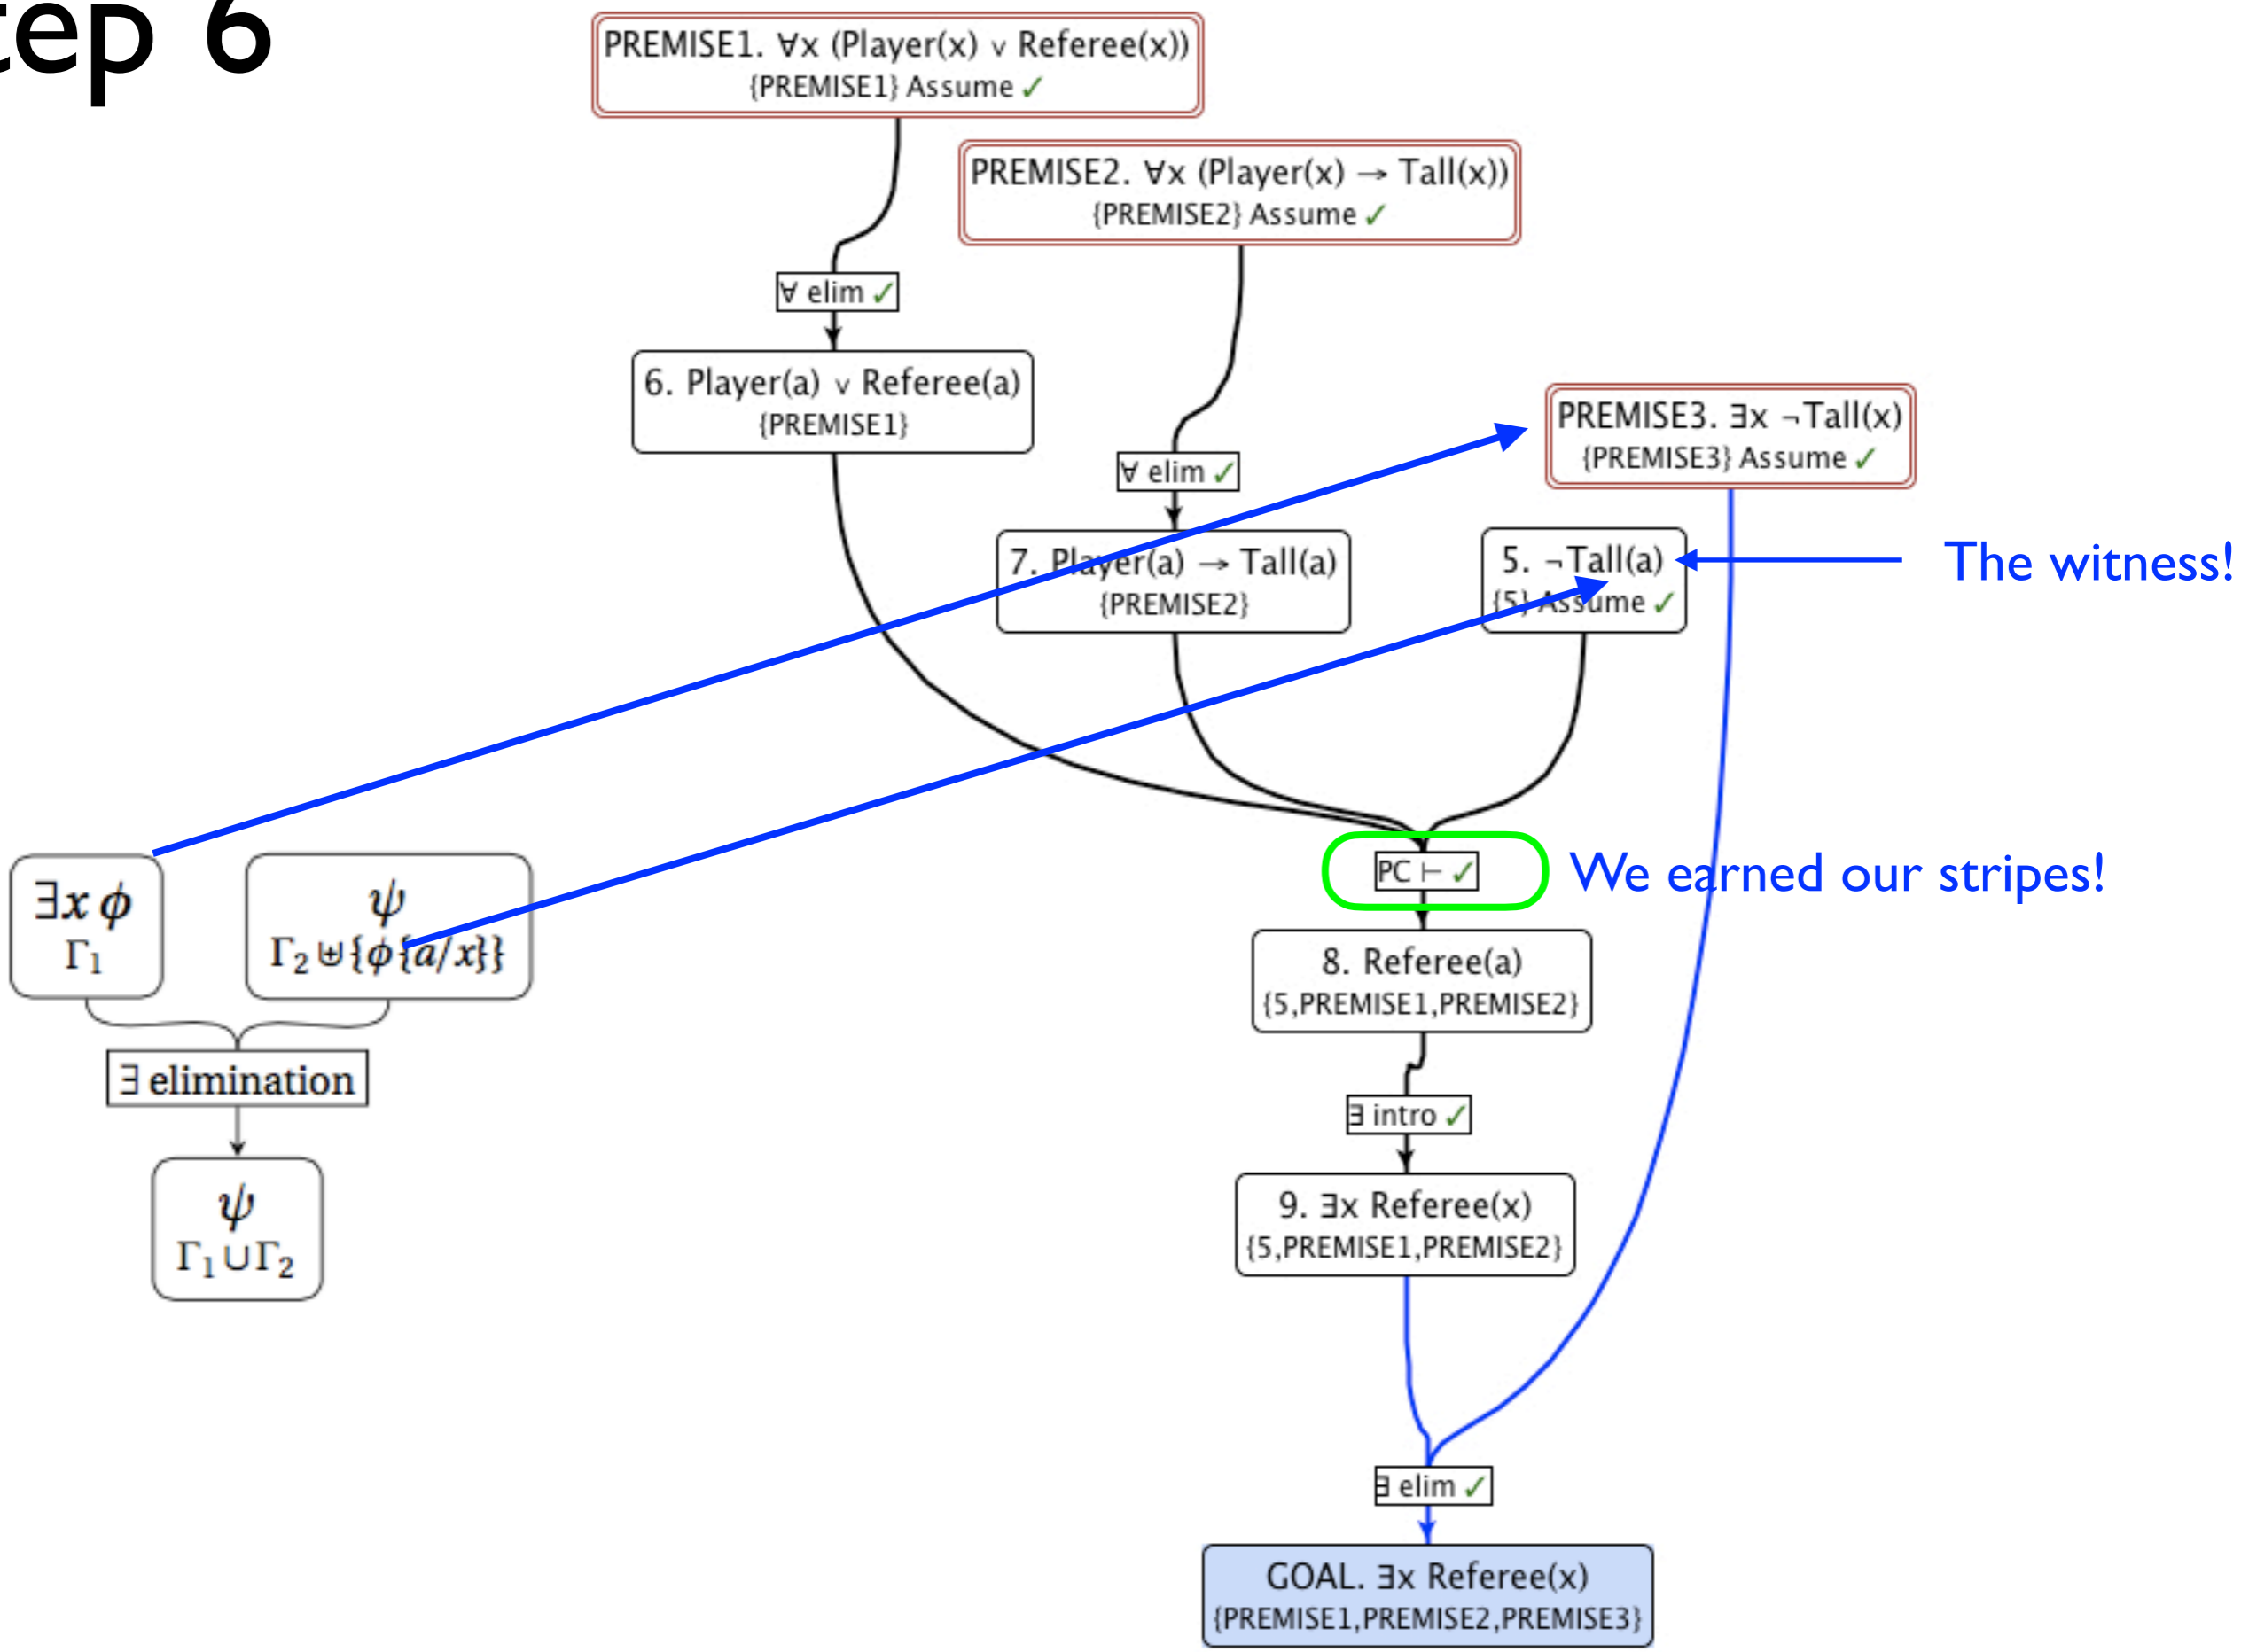 tep 6
PREMISE1. ∀x (Player(x) ∨ Referee(x))
{PREMISE1} Assume ✓
PREMISE2. ∀x (Player(x) → Tall(x))
{PREMISE2} Assume ✓
∀ elim ✓
6. Player(a) ∨ Referee(a)
{PREMISE1}
PREMISE3. ∃x ¬Tall(x)
{PREMISE3} Assume ✓
∀ elim ✓
7. Player(a) → Tall(a)
{PREMISE2}
5. ¬Tall(a)
{5} Assume ✓
The witness!
PC ⊢ ✓
We earned our stripes!
∃x ϕ
Γ1
ψ
Γ2 ⊎ {ϕ{a/x}}
8. Referee(a)
{5,PREMISE1,PREMISE2}
∃ elimination
∃ intro ✓
ψ
Γ1 ∪ Γ2
9. ∃x Referee(x)
{5,PREMISE1,PREMISE2}
∃ elim ✓
GOAL. ∃x Referee(x)
{PREMISE1,PREMISE2,PREMISE3}